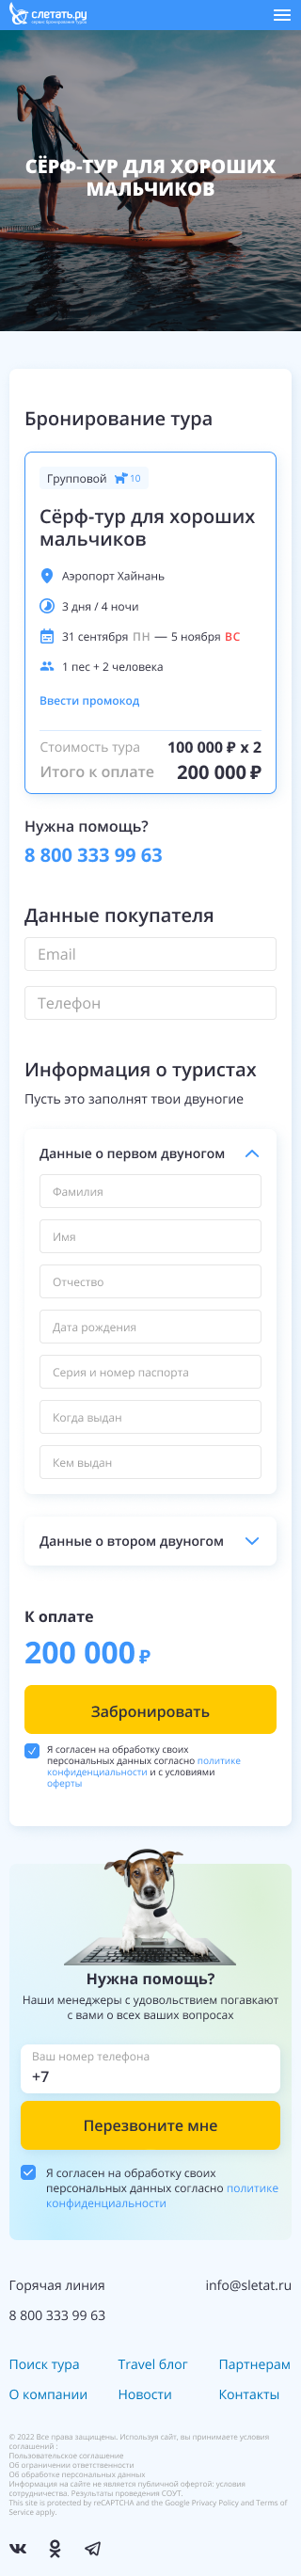 слетать.ру
сервис бронирования туров
СЁРФ-ТУР ДЛЯ ХОРОШИХ
МАЛЬЧИКОВ
Бронирование тура
Групповой 10
Сёрф-тур для хороших
мальчиков
Аэропорт Хайнань
3 дня / 4 ночи
31 сентября ПН — 5 ноября ВС
1 пес + 2 человека
Ввести промокод
Стоимость тура 100 000 ₽ x 2
Итого к оплате 200 000 ₽
Нужна помощь?
8 800 333 99 63
Данные покупателя
Email
Телефон
Информация о туристах
Пусть это заполнят твои двуногие
Данные о первом двуногом
Фамилия
Имя
Отчество
Дата рождения
Серия и номер паспорта
Когда выдан
Кем выдан
Данные о втором двуногом
К оплате
200 000 ₽
Забронировать
Я согласен на обработку своих
персональных данных согласно политике
конфиденциальности и с условиями
оферты
Нужна помощь?
Наши менеджеры с удовольствием погавкают
с вами о всех ваших вопросах
Ваш номер телефона
+7
Перезвоните мне
Я согласен на обработку своих
персональных данных согласно политике
конфиденциальности
Горячая линия info@sletat.ru
8 800 333 99 63
Поиск тура Travel блог Партнерам
О компании Новости Контакты
© 2022 Все права защищены. Используя сайт, вы принимаете условия
соглашений :
Пользовательское соглашение
Об ограничении ответственности
Об обработке персональных данных
Информация на сайте не является публичной офертой: условия
сотрудничества. Результаты проведения СОУТ.
This site is protected by reCAPTCHA and the Google Privacy Policy and Terms of
Service apply.